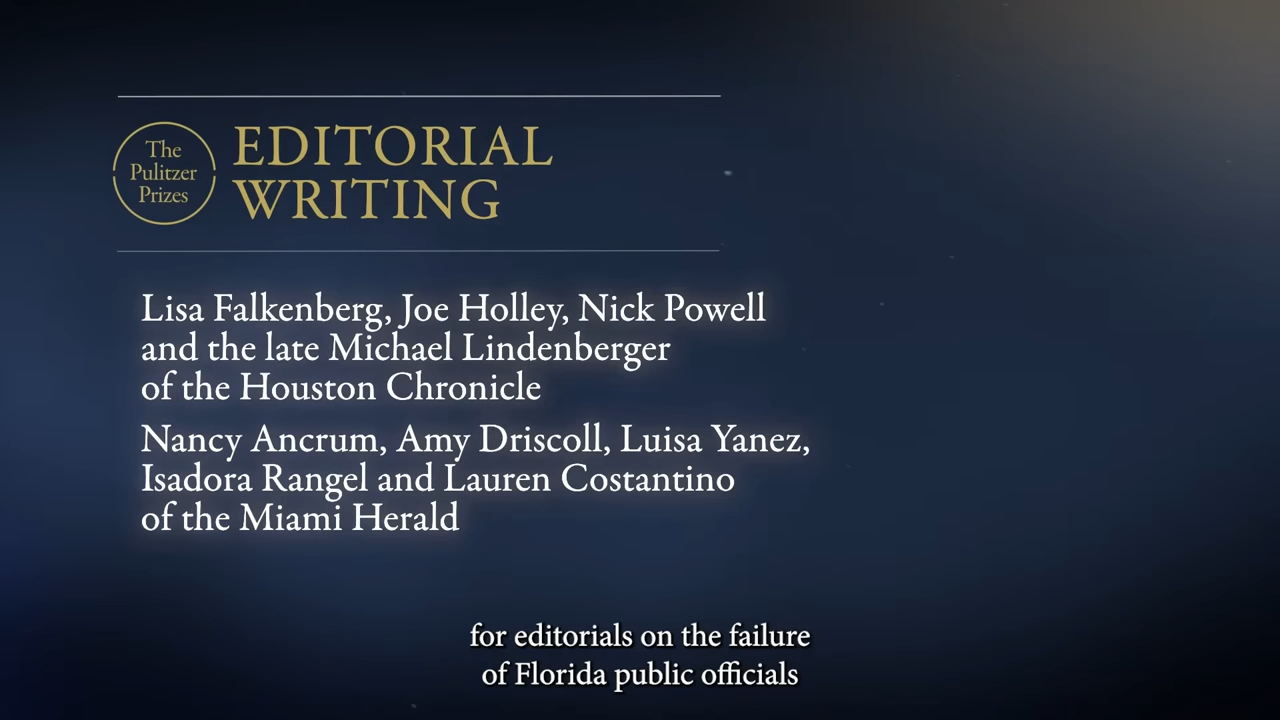 The
Pulitzer
Prizes
EDITORIAL
WRITING
Lisa Falkenberg, Joe Holley, Nick Powell
and the late Michael Lindenberger
of the Houston Chronicle
Nancy Ancrum, Amy Driscoll, Luisa Yanez,
Isadora Rangel and Lauren Costantino
of the Miami Herald
for editorials on the failure
of Florida public officials